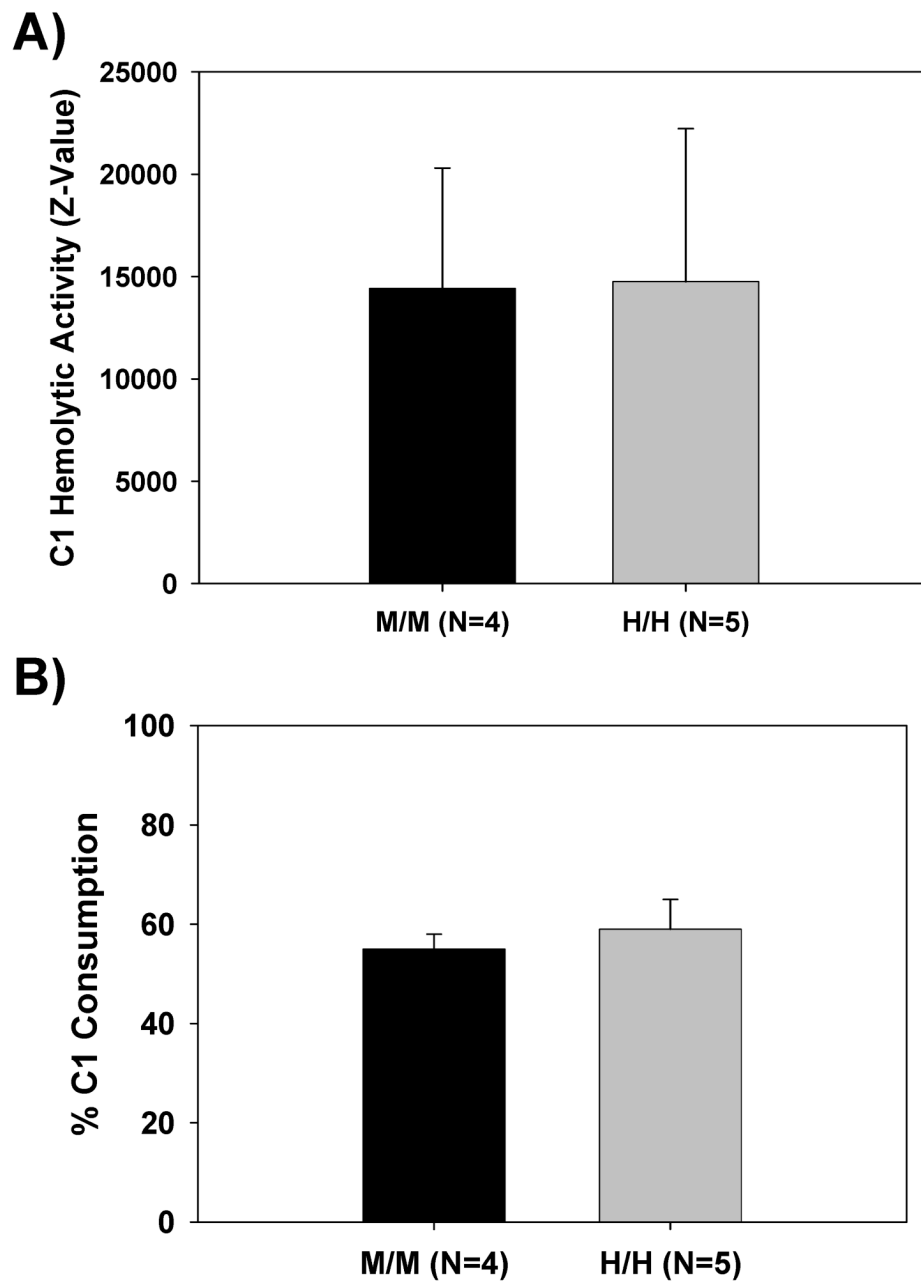 A)
C1 Hemolytic Activity (Z-Value)
25000
20000
15000
10000
5000
0
M/M (N=4) H/H (N=5)
B)
% C1 Consumption
100
80
60
40
20
0
M/M (N=4) H/H (N=5)